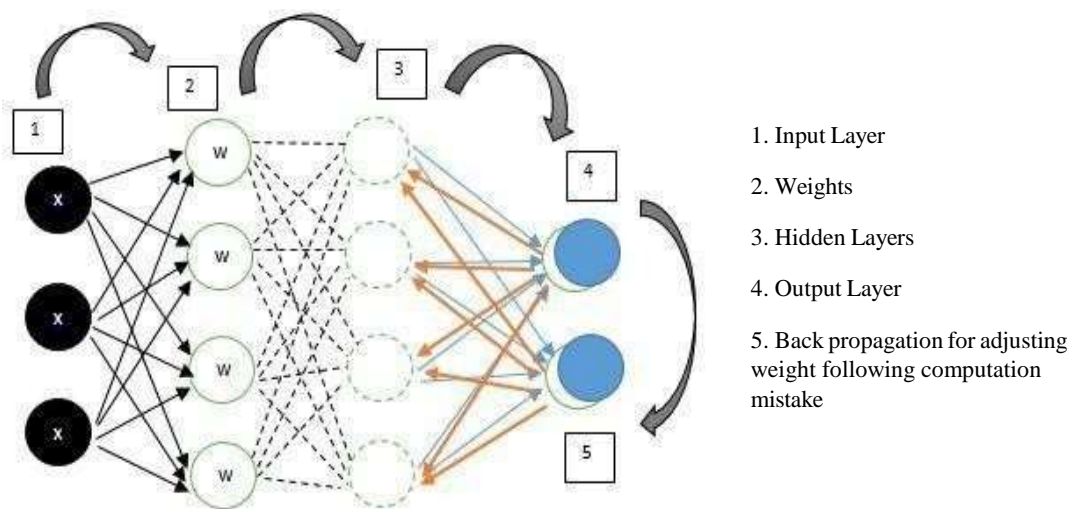 1
2
3
4
5
X
X
X
W
W
W
W
1. Input Layer
2. Weights
3. Hidden Layers
4. Output Layer
5. Back propagation for adjusting
weight following computation
mistake